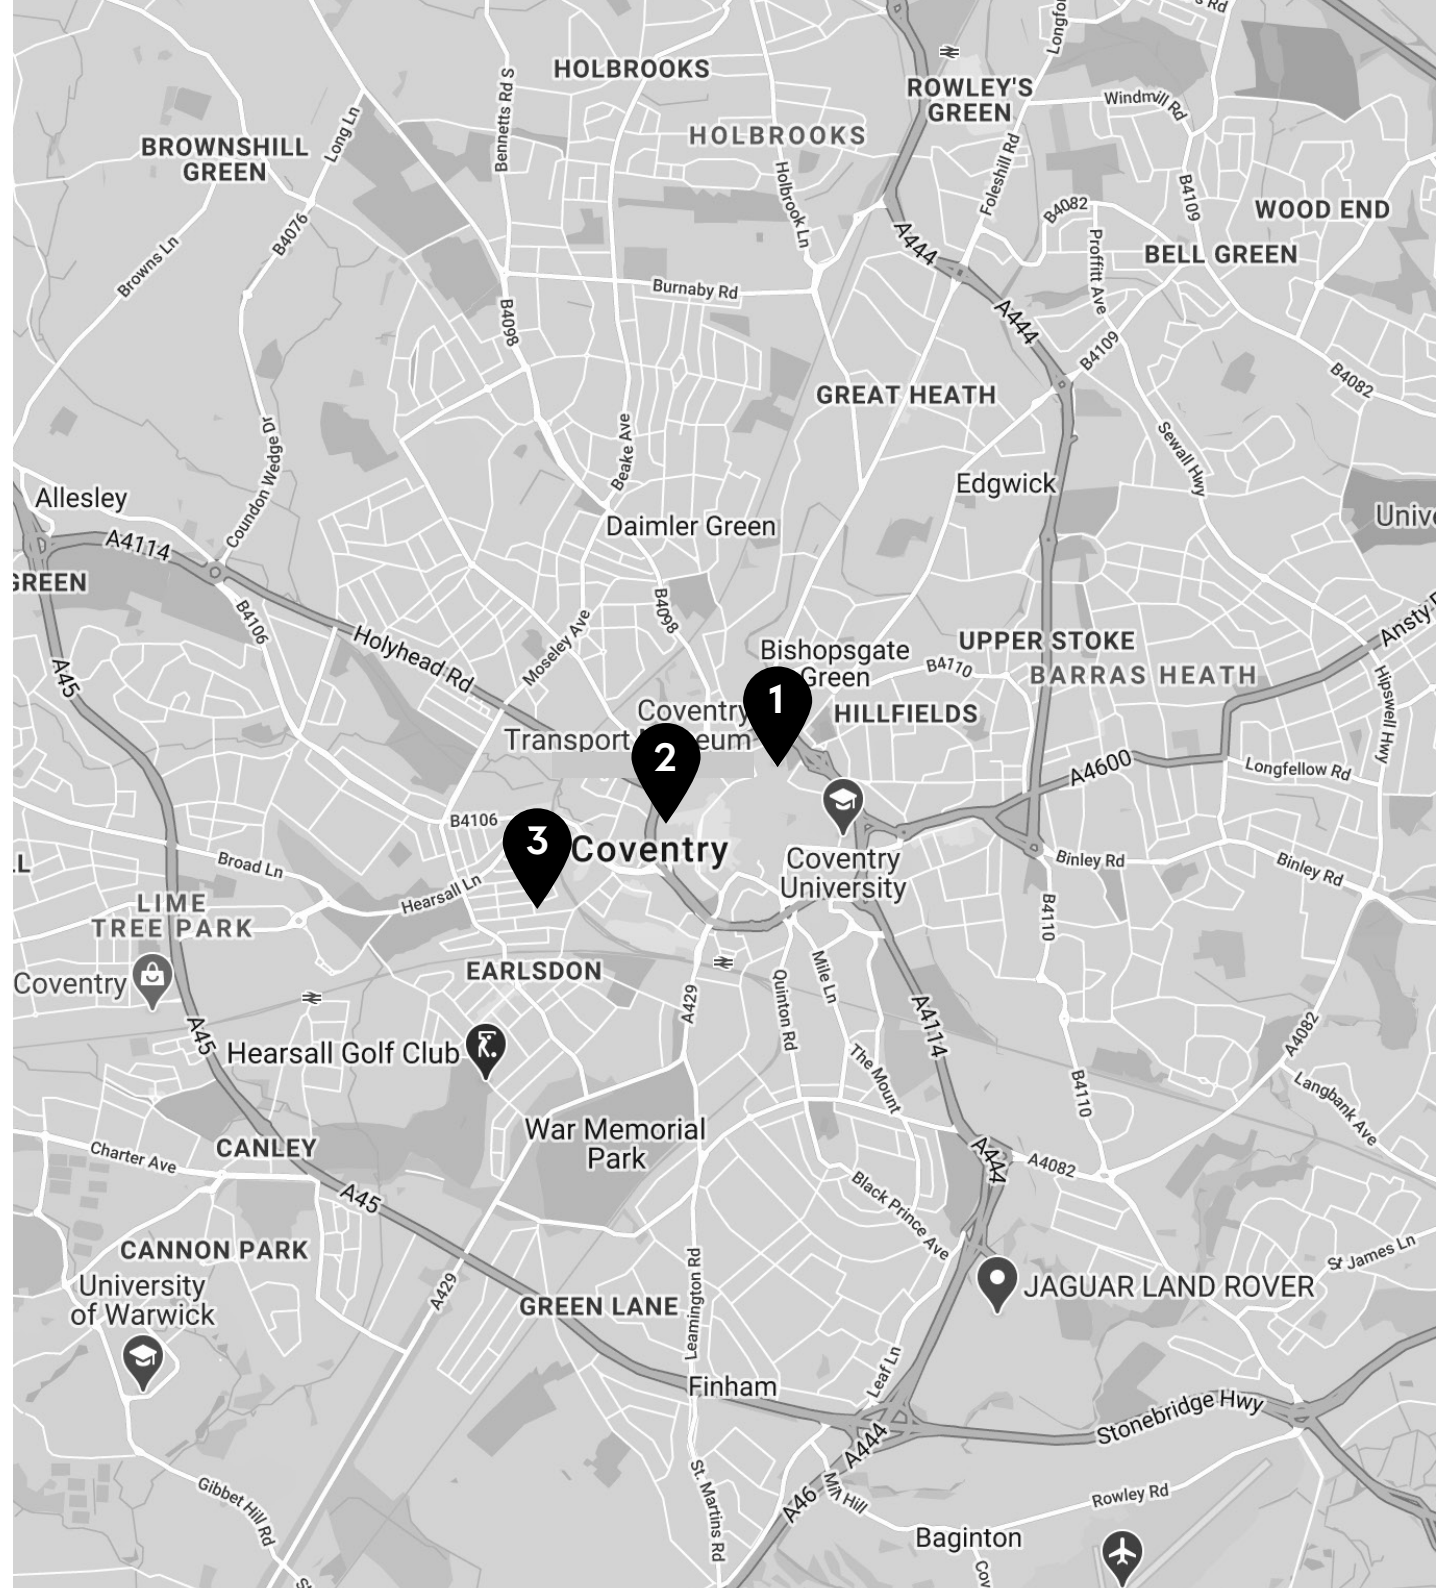 HOLBROOKS
ROWLEY'S
GREEN
Windmill Rd
Long Ln
Bennetts Rd S
BROWNSHILL
GREEN
HOLBROOKS
Holbrook Ln
Foleshill Rd
B4109
B4082
WOOD END
B4076
Browns Ln
A444
Proffitt Ave
BELL GREEN
Burnaby Rd
B4098
A444
B4109
B4082
GREAT HEATH
Coundon Wedge Dr
Beake Ave
Sewall Hwy
Allesley
Edgwick
A4114
Daimler Green
GREEN
B4106
B4098
Holyhead Rd
Moseley Ave
A45
Bishopsgate
Green
B4110
UPPER STOKE
BARRAS HEATH
Hipswell Hwy
1
HILLFIELDS
Coventry
Transport
2
A4600
Longfellow Rd
B4106
3
Coventry
Coventry
University
Binley Rd
Binley Rd
Broad Ln
Hearsall Ln
LIME
TREE PARK
B4110
EARLSDON
Coventry
Mile Ln
Quinton Rd
A429
A4114
A45
Hearsall Golf Club
The Mount
A4082
B4110
Langbank Ave
War Memorial
Park
CANLEY
Charter Ave
A444
A4082
A45
Black Prince Ave
CANNON PARK
St James Ln
University
of Warwick
A429
Leamington Rd
JAGUAR LAND ROVER
GREEN LANE
Leaf Ln
Finham
Stonebridge Hwy
A444
St. Martins Rd
A46
Mill Hill
Rowley Rd
Gibbet Hill Rd
Baginton